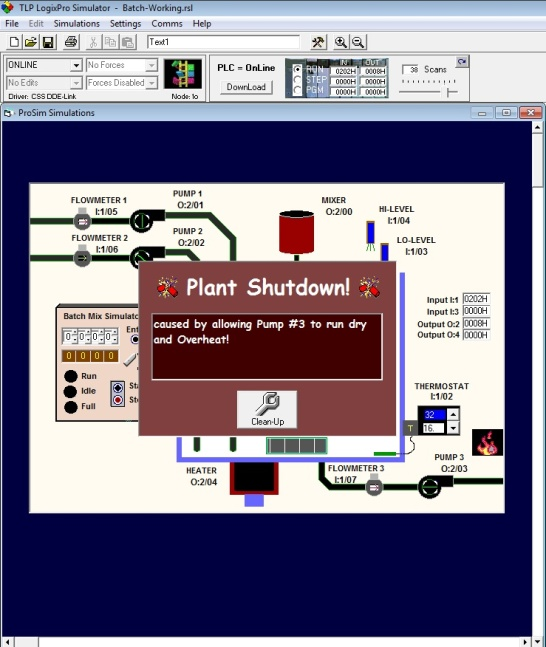 TLP LogixPro Simulator - Batch-Working.rsl
File Edit Simulations Settings Comms Help
Text1
ONLINE
No Forces
No Edits
Forces Disabled
Driver: CSS DDE-Link
Node: 1o
PLC = OnLine
DownLoad
RUN
STEP
PGM
IN OUT
0202H 0008H
0000H 0000H
0000H 0000H
38 Scans
ProSim Simulations
FLOWMETER 1
I:1/05
PUMP 1
O:2/01
FLOWMETER 2
I:1/06
PUMP 2
O:2/02
MIXER
O:2/00
HI-LEVEL
I:1/04
LO-LEVEL
I:1/03
Plant Shutdown!
caused by allowing Pump #3 to run dry
and Overheat!
Clean-Up
Batch Mix Simulato
Ent
0 0 0 0
0 0 0 0
Run
Idle
Full
Sta
Sto
Input I:1 0202H
Input I:3 0000H
Output O:2 0008H
Output O:4 0000H
THERMOSTAT
I:1/02
32
16.
T
HEATER
O:2/04
FLOWMETER 3
I:1/07
PUMP 3
O:2/03